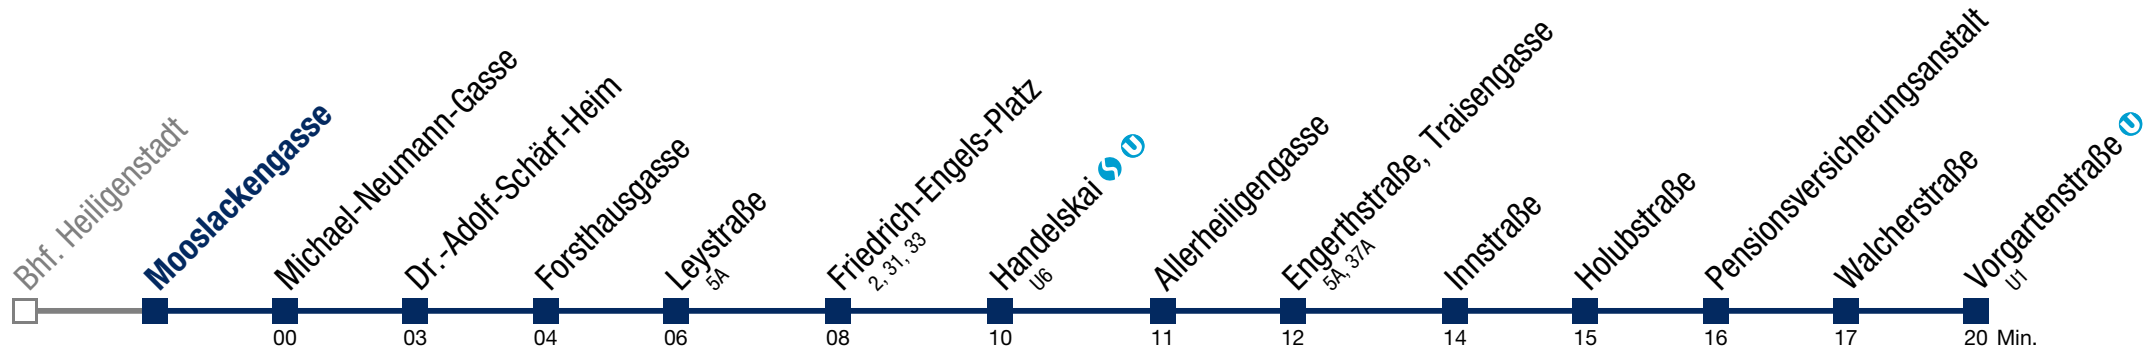 Bhf. Heiligenstadt
Mooslackengasse
Michael-Neumann-Gasse
Dr.-Adolf-Schärf-Heim
Forsthausgasse
Leystraße
5A
Friedrich-Engels-Platz
2, 31, 33
Handelskai S U
U6
Allerheiligengasse
Engerthstraße, Traisengasse
5A, 37A
Innstraße
Holubstraße
Pensionsversicherungsanstalt
Walcherstraße
Vorgartenstraße U
U1
00 03 04 06 08 10 11 12 14 15 16 17 20 Min.